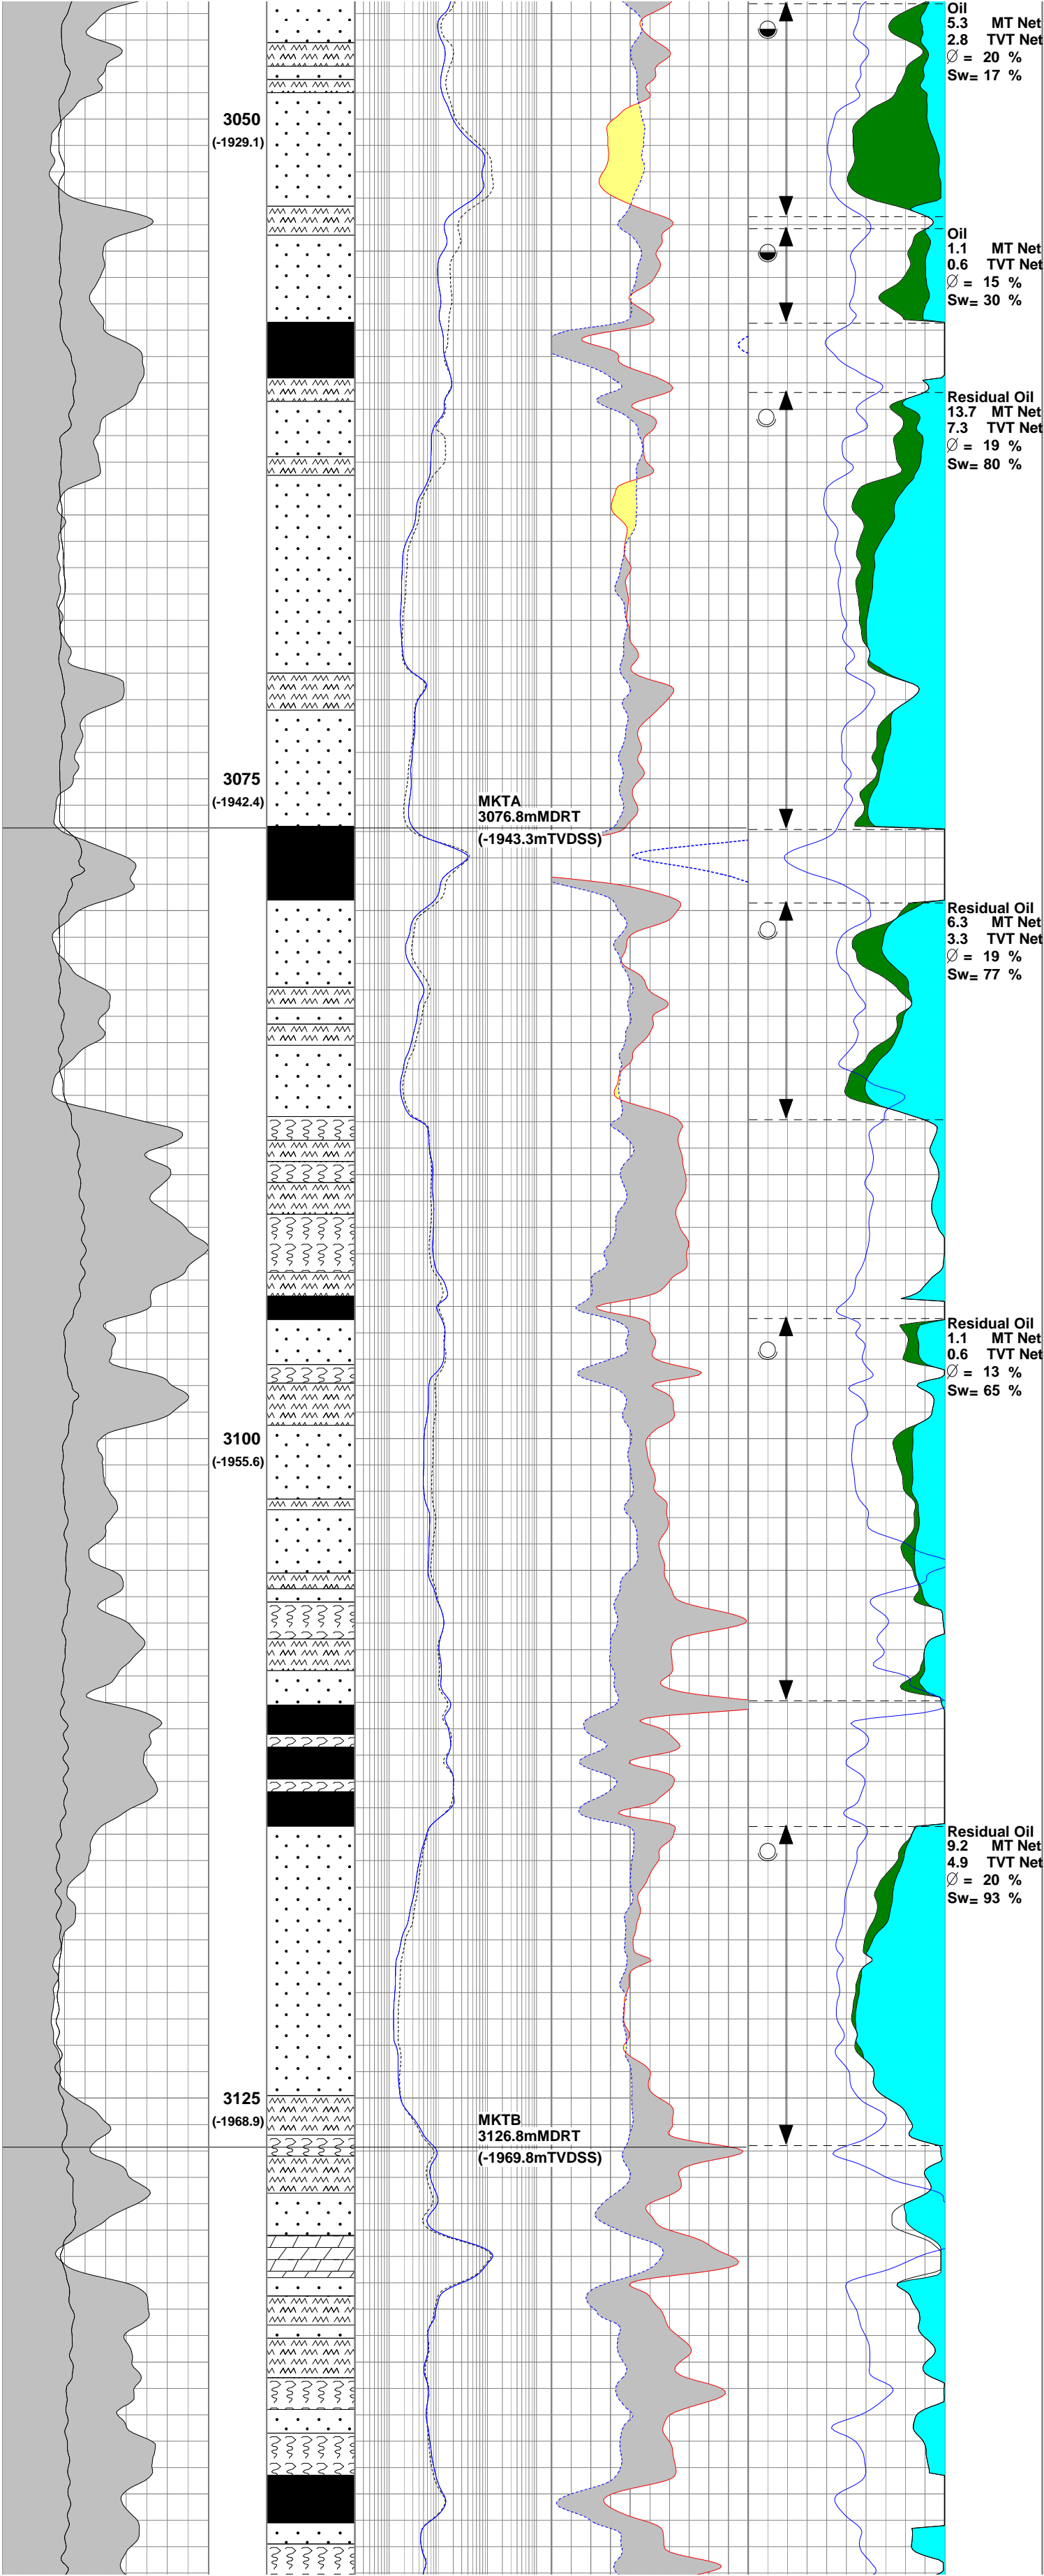 Oil
5.3 MT Net
2.8 TVT Net
Ø = 20 %
Sw= 17 %
3050
(-1929.1)
Oil
1.1 MT Net
0.6 TVT Net
Ø = 15 %
Sw= 30 %
Residual Oil
13.7 MT Net
7.3 TVT Net
Ø = 19 %
Sw= 80 %
3075
(-1942.4)
MKTA
3076.8mMDRT
(-1943.3mTVDSS)
Residual Oil
6.3 MT Net
3.3 TVT Net
Ø = 19 %
Sw= 77 %
Residual Oil
1.1 MT Net
0.6 TVT Net
Ø = 13 %
Sw= 65 %
3100
(-1955.6)
Residual Oil
9.2 MT Net
4.9 TVT Net
Ø = 20 %
Sw= 93 %
3125
(-1968.9)
MKTB
3126.8mMDRT
(-1969.8mTVDSS)